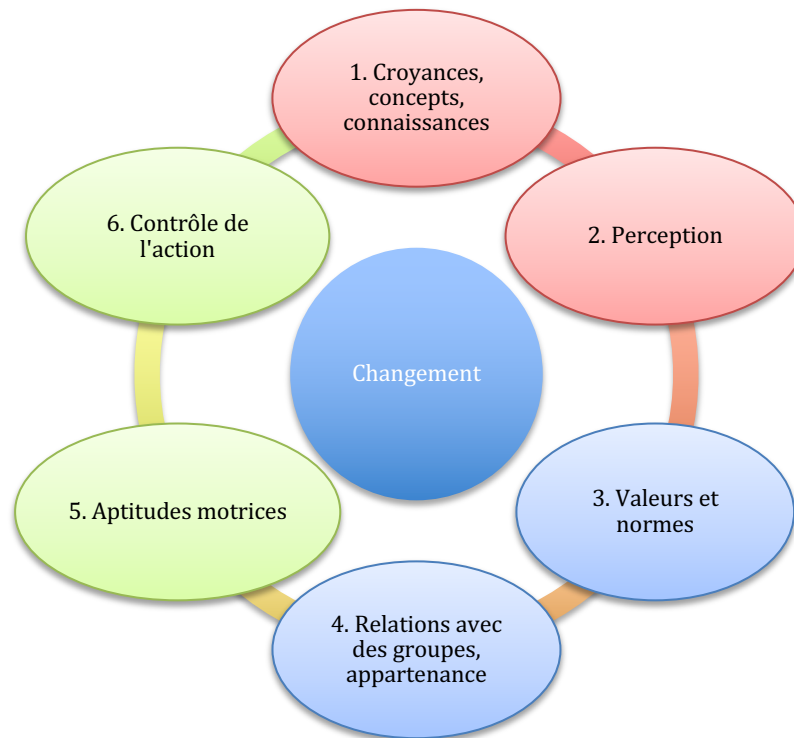 1. Croyances,
concepts,
connaissances
2. Perception
3. Valeurs et
normes
4. Relations avec
des groupes,
appartenance
5. Aptitudes motrices
6. Contrôle de
l'action
Changement